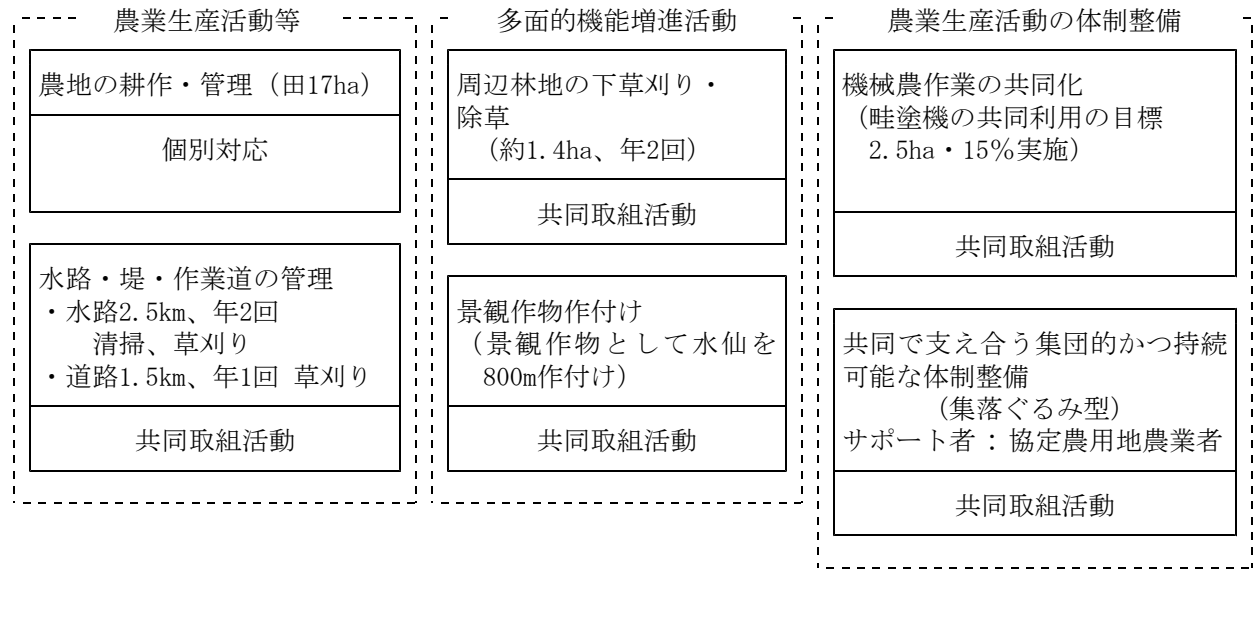 農業生産活動等
農地の耕作・管理（田17ha）
個別対応
水路・堤・作業道の管理
・水路2.5km、年2回
清掃、草刈り
・道路1.5km、年1回 草刈り
共同取組活動
多面的機能増進活動
周辺林地の下草刈り・
除草
（約1.4ha、年2回）
共同取組活動
景観作物作付け
（景観作物として水仙を
800m作付け）
共同取組活動
農業生産活動の体制整備
機械農作業の共同化
（畦塗機の共同利用の目標
2.5ha・15％実施）
共同取組活動
共同で支え合う集団的かつ持続
可能な体制整備
（集落ぐるみ型）
サポート者：協定農用地農業者
共同取組活動